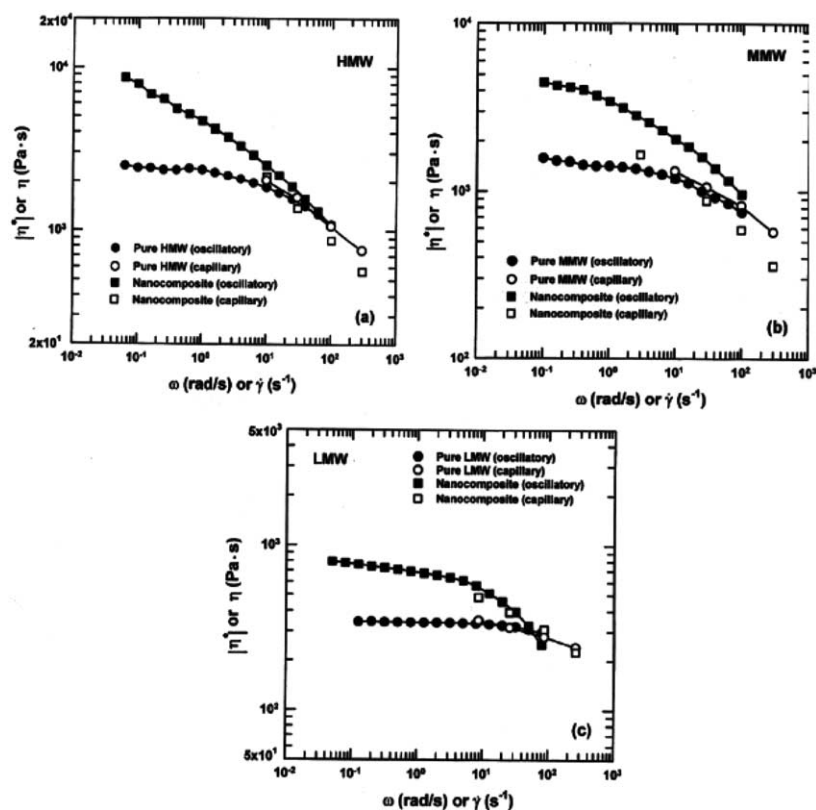 2x10⁴
10⁴
10³
2x10²
|η*| or η (Pa·s)
HMW
Pure HMW (oscillatory)
Pure HMW (capillary)
Nanocomposite (oscillatory)
Nanocomposite (capillary)
(a)
10⁻² 10⁻¹ 10⁰ 10¹ 10² 10³
ω (rad/s) or γ̇ (s⁻¹)
10⁴
10³
10²
|η*| or η (Pa·s)
MMW
Pure MMW (oscillatory)
Pure MMW (capillary)
Nanocomposite (oscillatory)
Nanocomposite (capillary)
(b)
10⁻² 10⁻¹ 10⁰ 10¹ 10² 10³
ω (rad/s) or γ̇ (s⁻¹)
5x10³
10³
10²
5x10¹
|η*| or η (Pa·s)
LMW
Pure LMW (oscillatory)
Pure LMW (capillary)
Nanocomposite (oscillatory)
Nanocomposite (capillary)
(c)
10⁻² 10⁻¹ 10⁰ 10¹ 10² 10³
ω (rad/s) or γ̇ (s⁻¹)